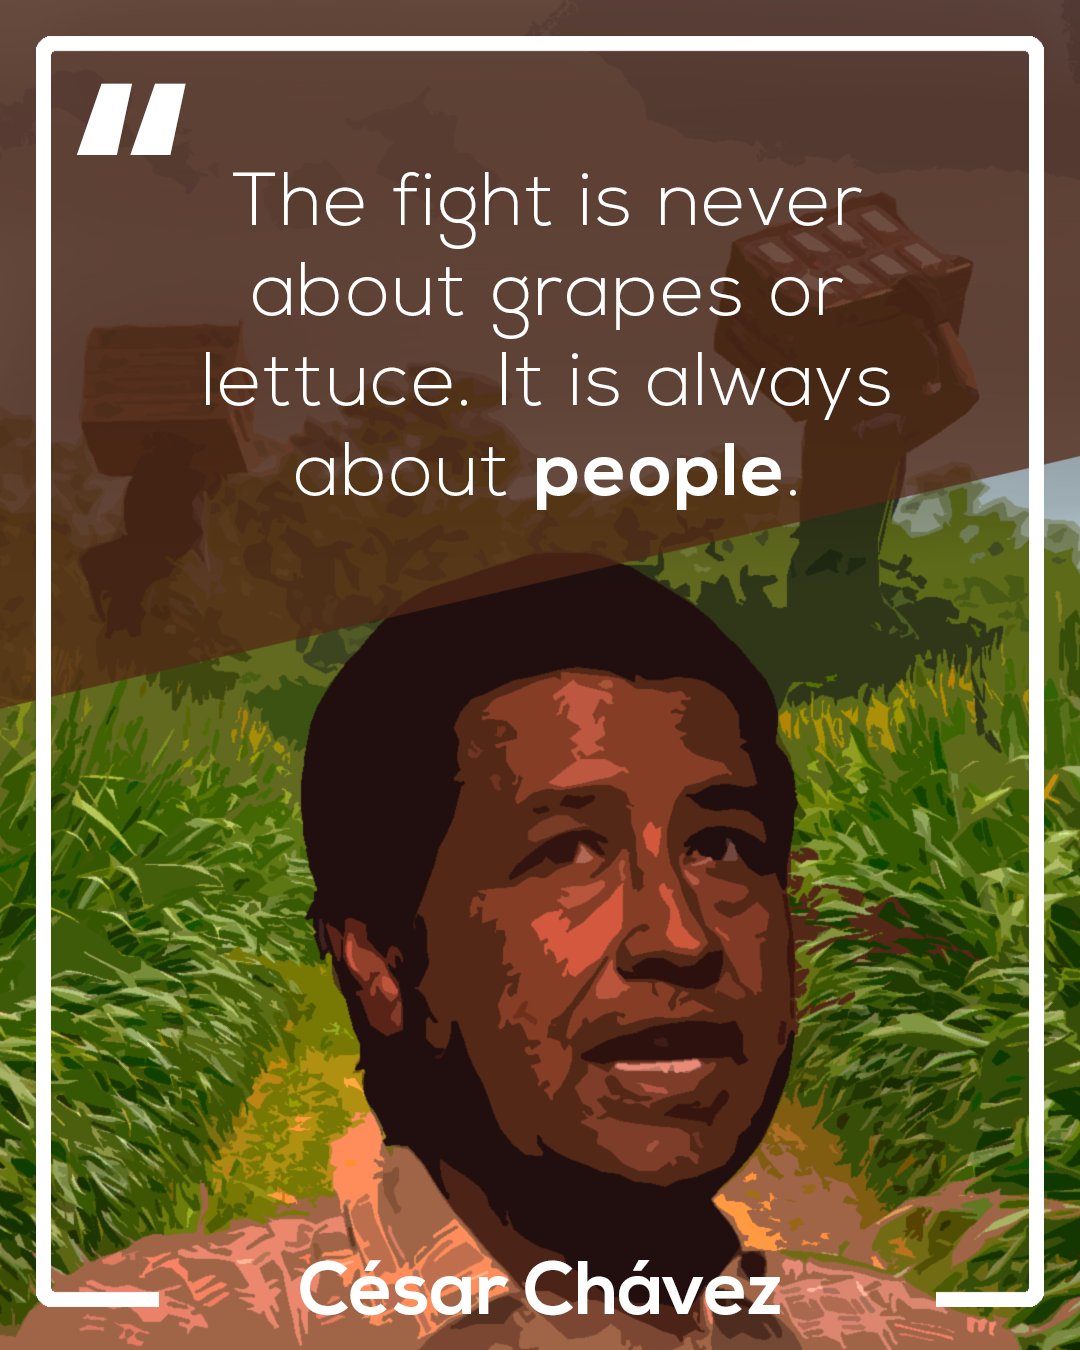 "
The fight is never
about grapes or
lettuce. It is always
about people.
César Chávez